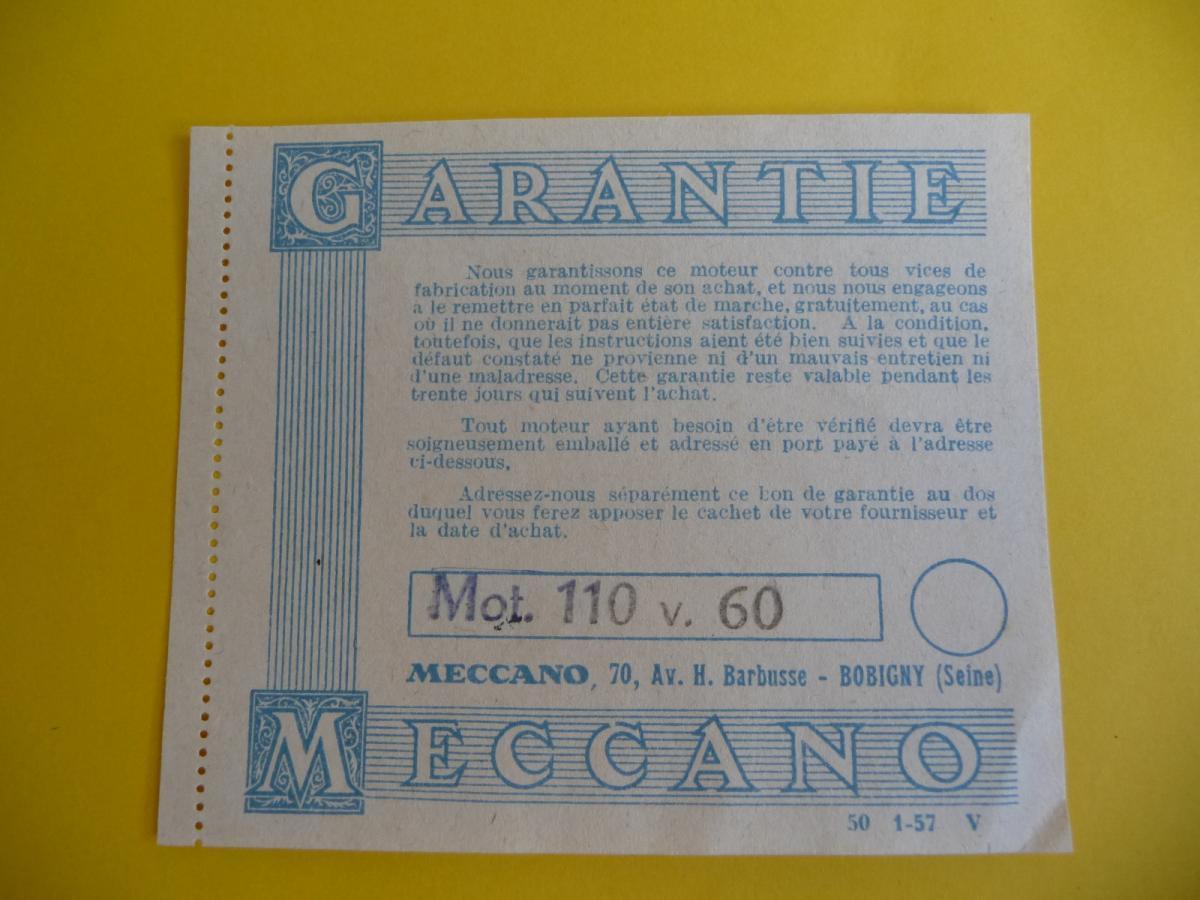 GARANTIE
Nous garantissons ce moteur contre tous vices de
fabrication au moment de son achat, et nous nous engageons
a le remettre en parfait état de marche, gratuitement, au cas
où il ne donnerait pas entière satisfaction. A la condition,
toutefois, que les instructions aient été bien suivies et que le
défaut constaté ne provienne ni d'un mauvais entretien ni
d'une maladresse. Cette garantie reste valable pendant les
trente jours qui suivent l'achat.
Tout moteur ayant besoin d'être vérifié devra être
soigneusement emballé et adressé en port payé à l'adresse
ci-dessous.
Adressez-nous séparément ce bon de garantie au dos
duquel vous ferez apposer le cachet de votre fournisseur et
la date d'achat.
Mot. 110 v. 60
MECCANO, 70, Av. H. Barbusse - BOBIGNY (Seine)
MECCANO
50 1-57 V